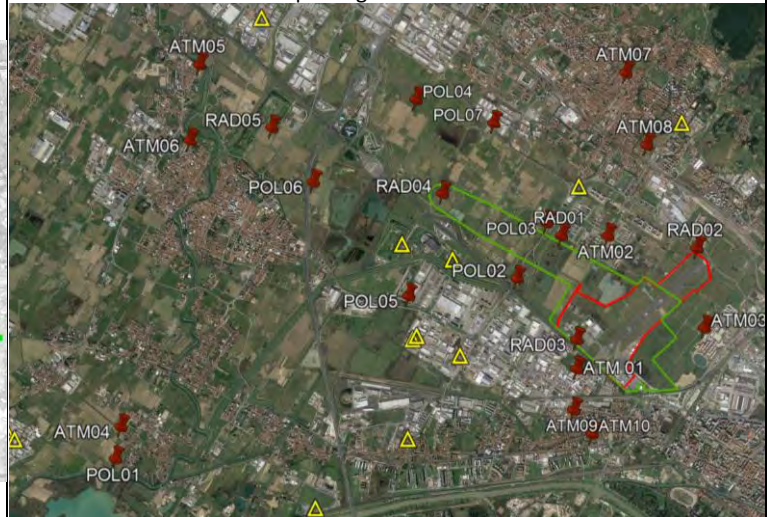 ATM05
ATM07
POL04
RAD05
POL07
ATM06
ATM08
POL06
RAD04
RAD01
POL03
ATM02
RAD02
POL02
POL05
ATM03
RAD03
ATM 01
ATM04
ATM09
ATM10
POL01